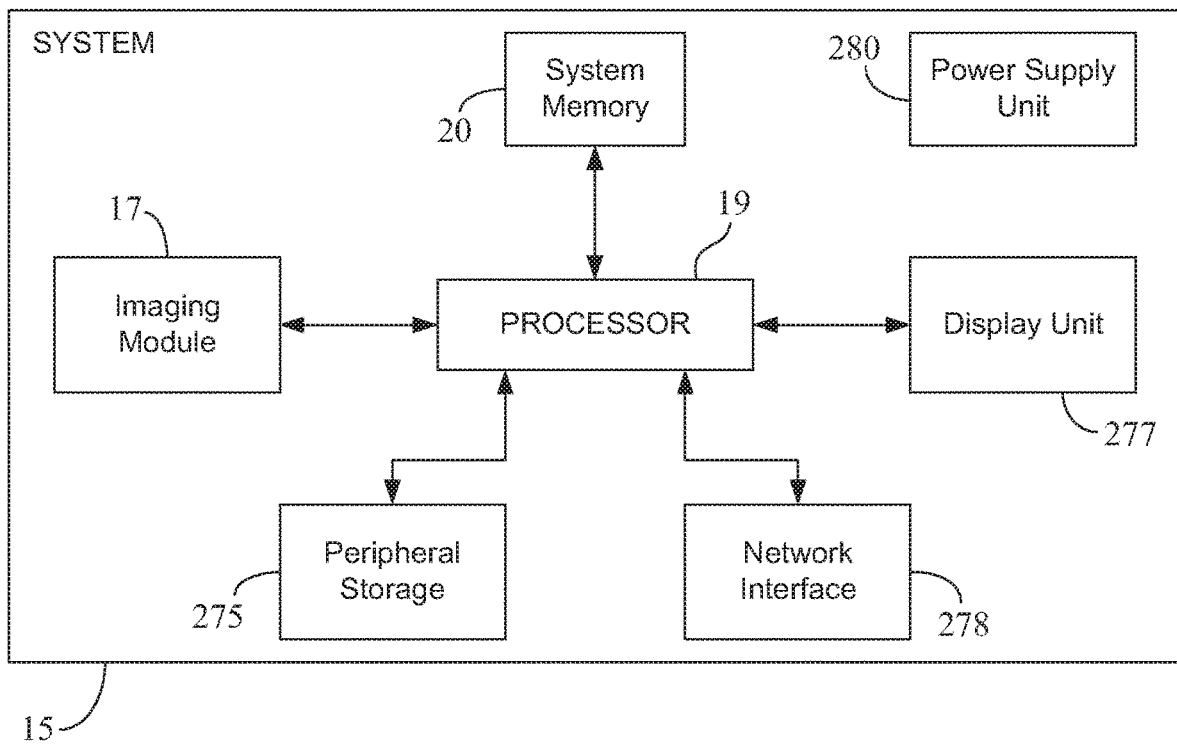 SYSTEM
System
Memory
20
280
Power Supply
Unit
17
19
Imaging
Module
PROCESSOR
Display Unit
277
Peripheral
Storage
275
Network
Interface
278
15